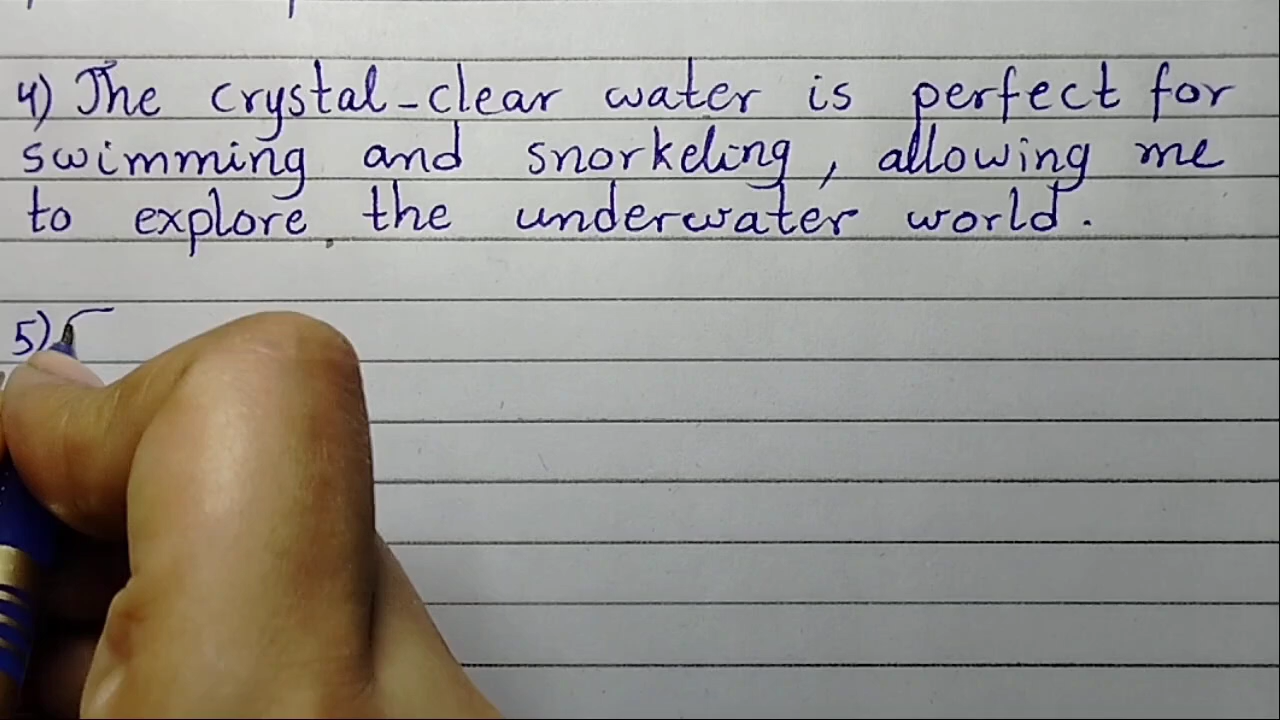 4) The crystal-clear water is perfect for
swimming and snorkeling, allowing me
to explore the underwater world.
5)